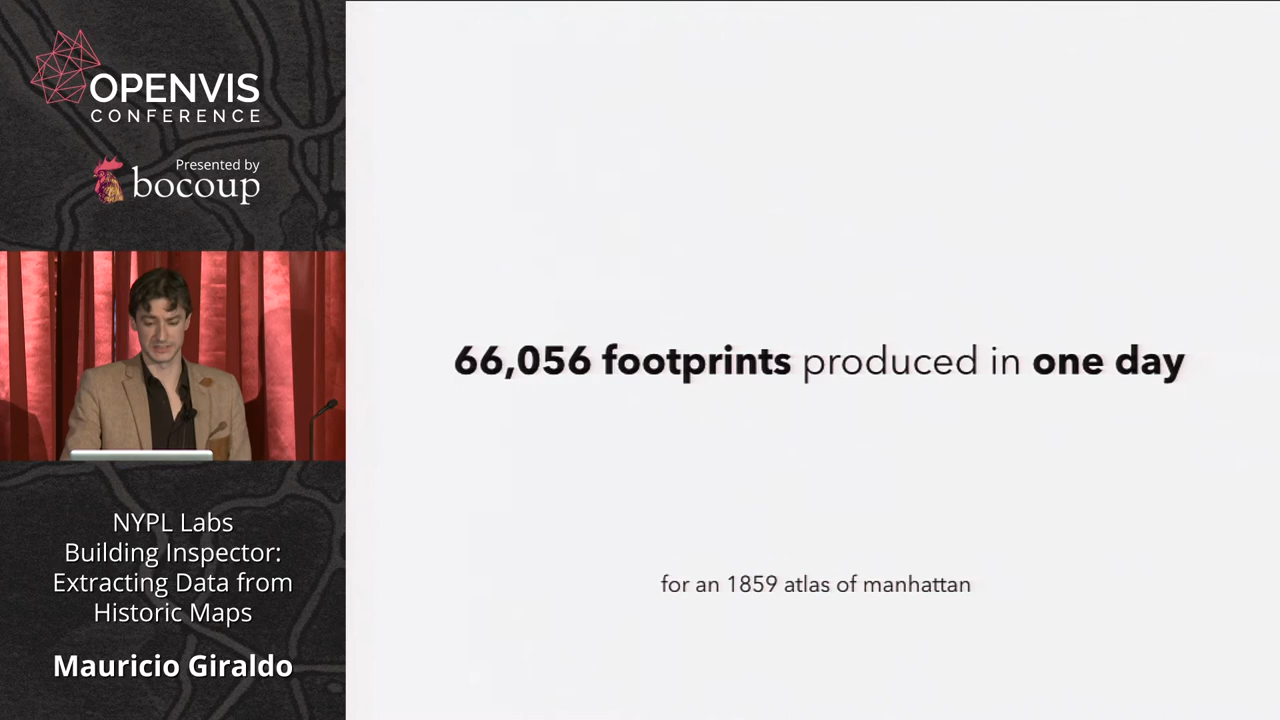 OPENVIS
CONFERENCE
Presented by
bocoup
NYPL Labs
Building Inspector:
Extracting Data from
Historic Maps
Mauricio Giraldo
66,056 footprints produced in one day
for an 1859 atlas of manhattan